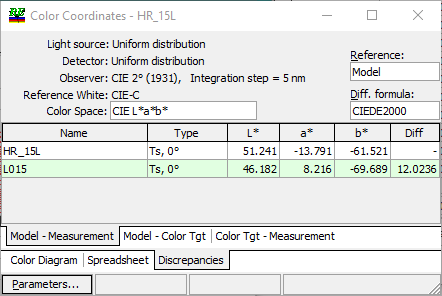 Color Coordinates - HR_15L
Light source: Uniform distribution
Detector: Uniform distribution
Observer: CIE 2° (1931), Integration step = 5 nm
Reference White: CIE-C
Color Space: CIE L*a*b*
Reference:
Model
Diff. formula:
CIEDE2000
Name Type L* a* b* Diff
HR_15L Ts, 0° 51.241 -13.791 -61.521 -
L015 Ts, 0° 46.182 8.216 -69.689 12.0236
Model - Measurement Model - Color Tgt Color Tgt - Measurement
Color Diagram Spreadsheet Discrepancies
Parameters...